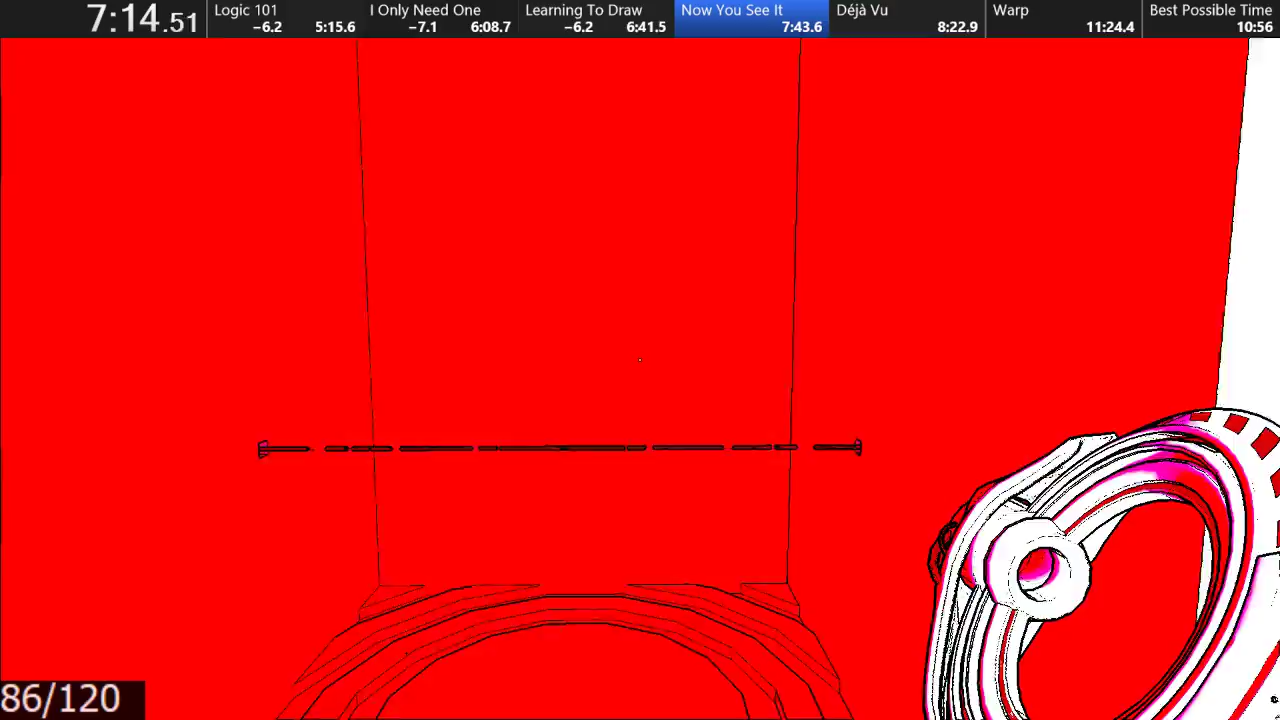 7:14.51
Logic 101
−6.2 5:15.6
I Only Need One
−7.1 6:08.7
Learning To Draw
−6.2 6:41.5
Now You See It
7:43.6
Déjà Vu
8:22.9
Warp
11:24.4
Best Possible Time
10:56
86/120